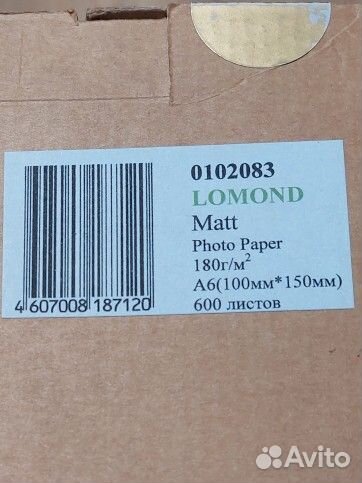 0102083
LOMOND
Matt
Photo Paper
180г/м²
А6(100мм*150мм)
600 листов
4 607008 187120
Avito